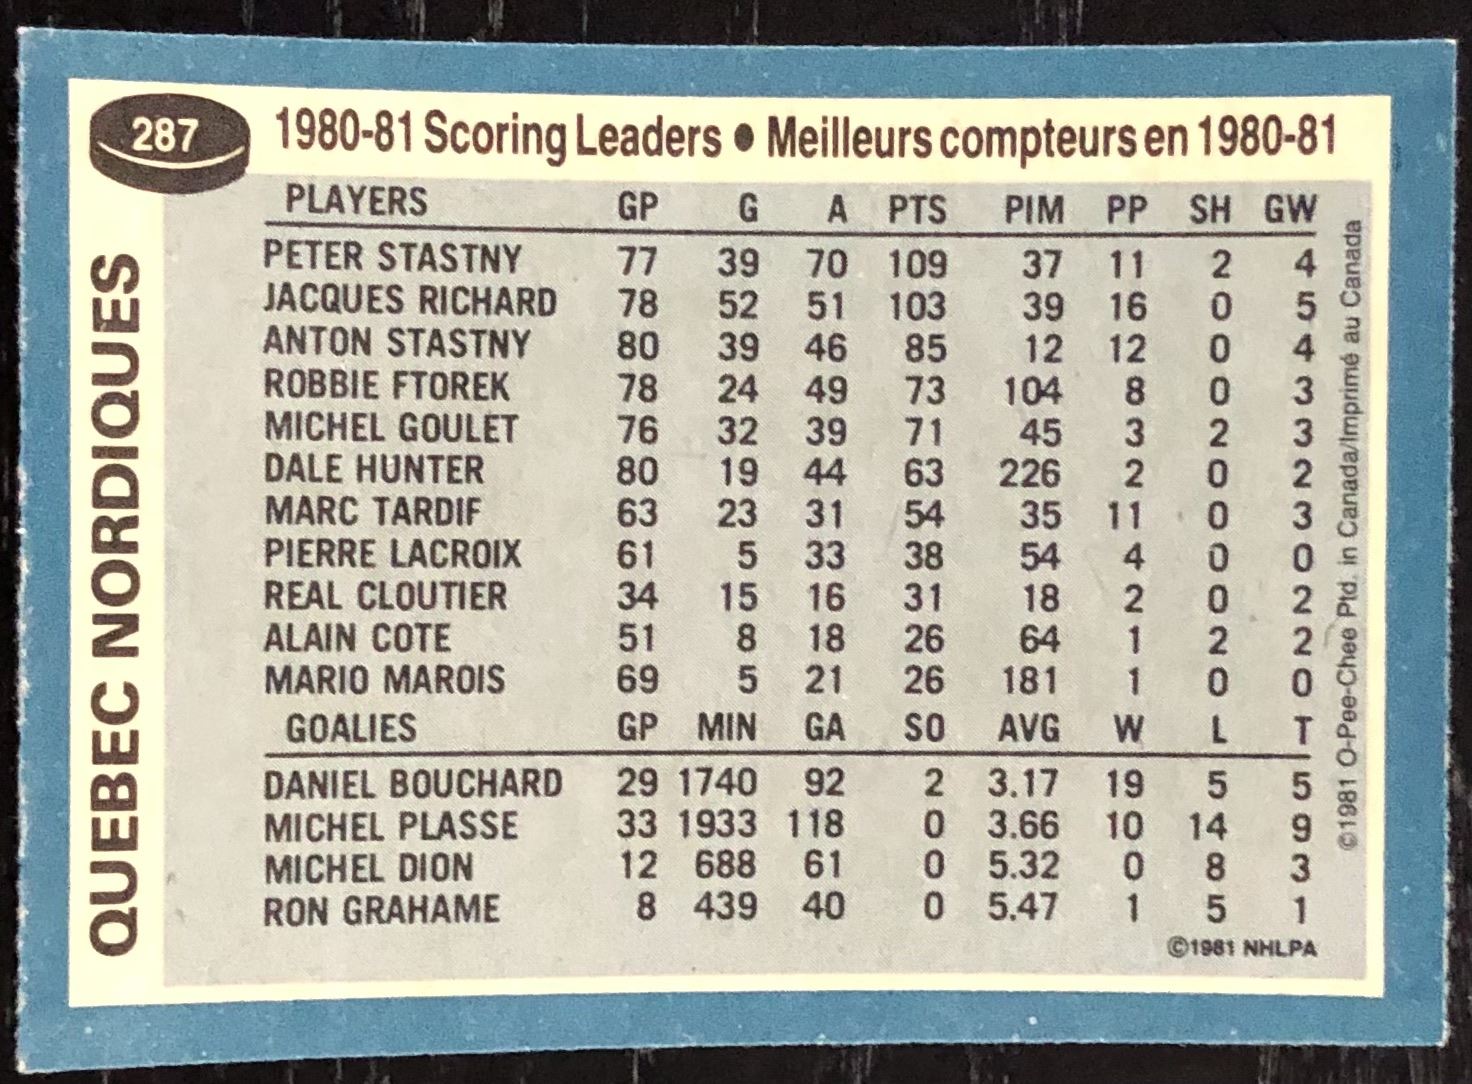 287
1980-81 Scoring Leaders • Meilleurs compteurs en 1980-81
QUEBEC NORDIQUES
PLAYERS GP G A PTS PIM PP SH GW
PETER STASTNY 77 39 70 109 37 11 2 4
JACQUES RICHARD 78 52 51 103 39 16 0 5
ANTON STASTNY 80 39 46 85 12 12 0 4
ROBBIE FTOREK 78 24 49 73 104 8 0 3
MICHEL GOULET 76 32 39 71 45 3 2 3
DALE HUNTER 80 19 44 63 226 2 0 2
MARC TARDIF 63 23 31 54 35 11 0 3
PIERRE LACROIX 61 5 33 38 54 4 0 0
REAL CLOUTIER 34 15 16 31 18 2 0 2
ALAIN COTE 51 8 18 26 64 1 2 2
MARIO MAROIS 69 5 21 26 181 1 0 0
GOALIES GP MIN GA SO AVG W L T
DANIEL BOUCHARD 29 1740 92 2 3.17 19 5 5
MICHEL PLASSE 33 1933 118 0 3.66 10 14 9
MICHEL DION 12 688 61 0 5.32 0 8 3
RON GRAHAME 8 439 40 0 5.47 1 5 1
©1981 NHLPA
©1981 O-Pee-Chee Ptd. in Canada/Imprimé au Canada